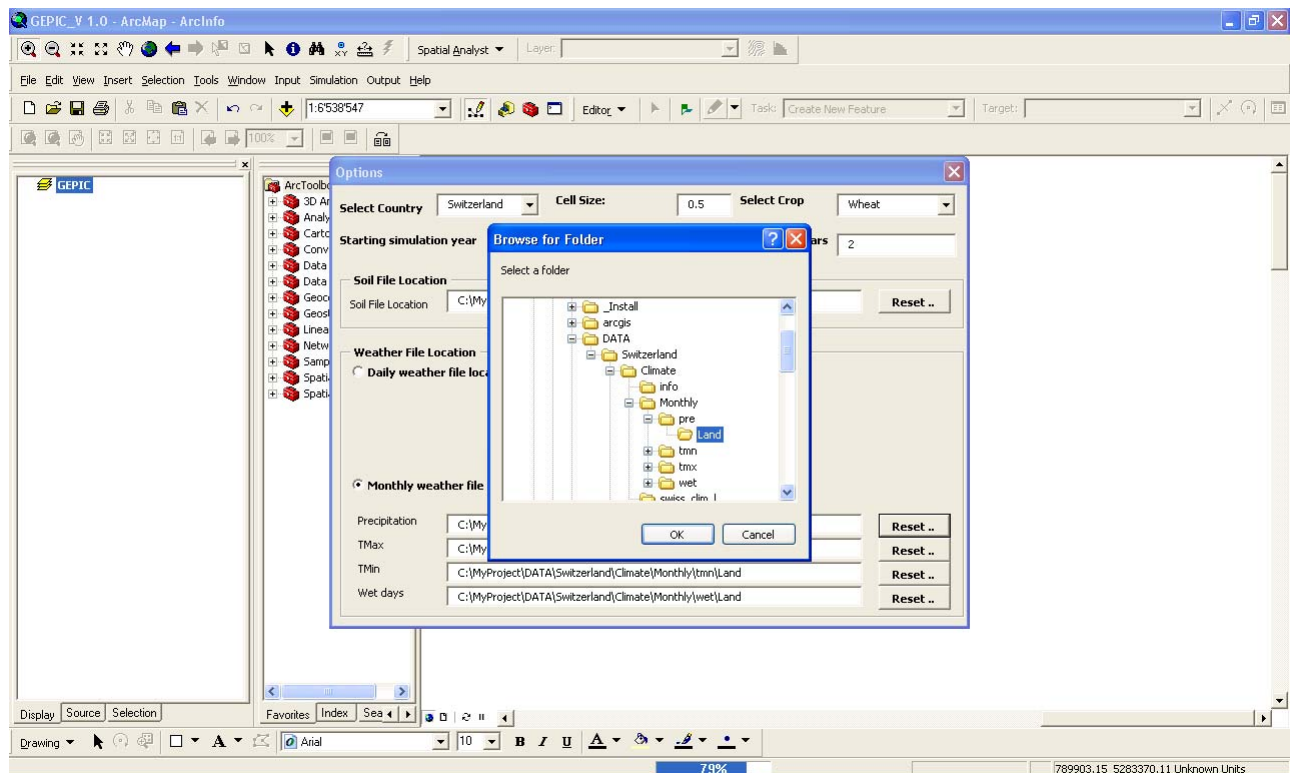 GEPIC_V 1.0 - ArcMap - ArcInfo
Spatial Analyst Layer:
File Edit View Insert Selection Tools Window Input Simulation Output Help
1:6'538'547 Editor Task: Create New Feature Target:
100%
GEPIC
ArcToolbo
3D Ar
Analy
Carto
Conv
Data
Data
Geoc
Geos
Linea
Netw
Samp
Spati
Spati
Options
Select Country Switzerland Cell Size: 0.5 Select Crop Wheat
Starting simulation year ars 2
Soil File Location
Soil File Location C:\My Reset ..
Weather File Location
Daily weather file loca
Monthly weather file
Precipitation C:\My Reset ..
TMax C:\My Reset ..
TMin C:\MyProject\DATA\Switzerland\Climate\Monthly\tmn\Land Reset ..
Wet days C:\MyProject\DATA\Switzerland\Climate\Monthly\wet\Land Reset ..
Browse for Folder
Select a folder
_Install
arcgis
DATA
Switzerland
Climate
info
Monthly
pre
Land
tmn
tmx
wet
swiss_clim_l
OK Cancel
Display Source Selection
Favorites Index Sea
Drawing A Arial 10 B I U A
79% 789903.15 5283370.11 Unknown Units